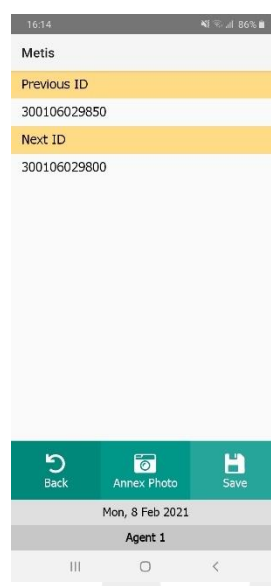 16:14 86%
Metis
Previous ID
300106029850
Next ID
300106029800
Back Annex Photo Save
Mon, 8 Feb 2021
Agent 1